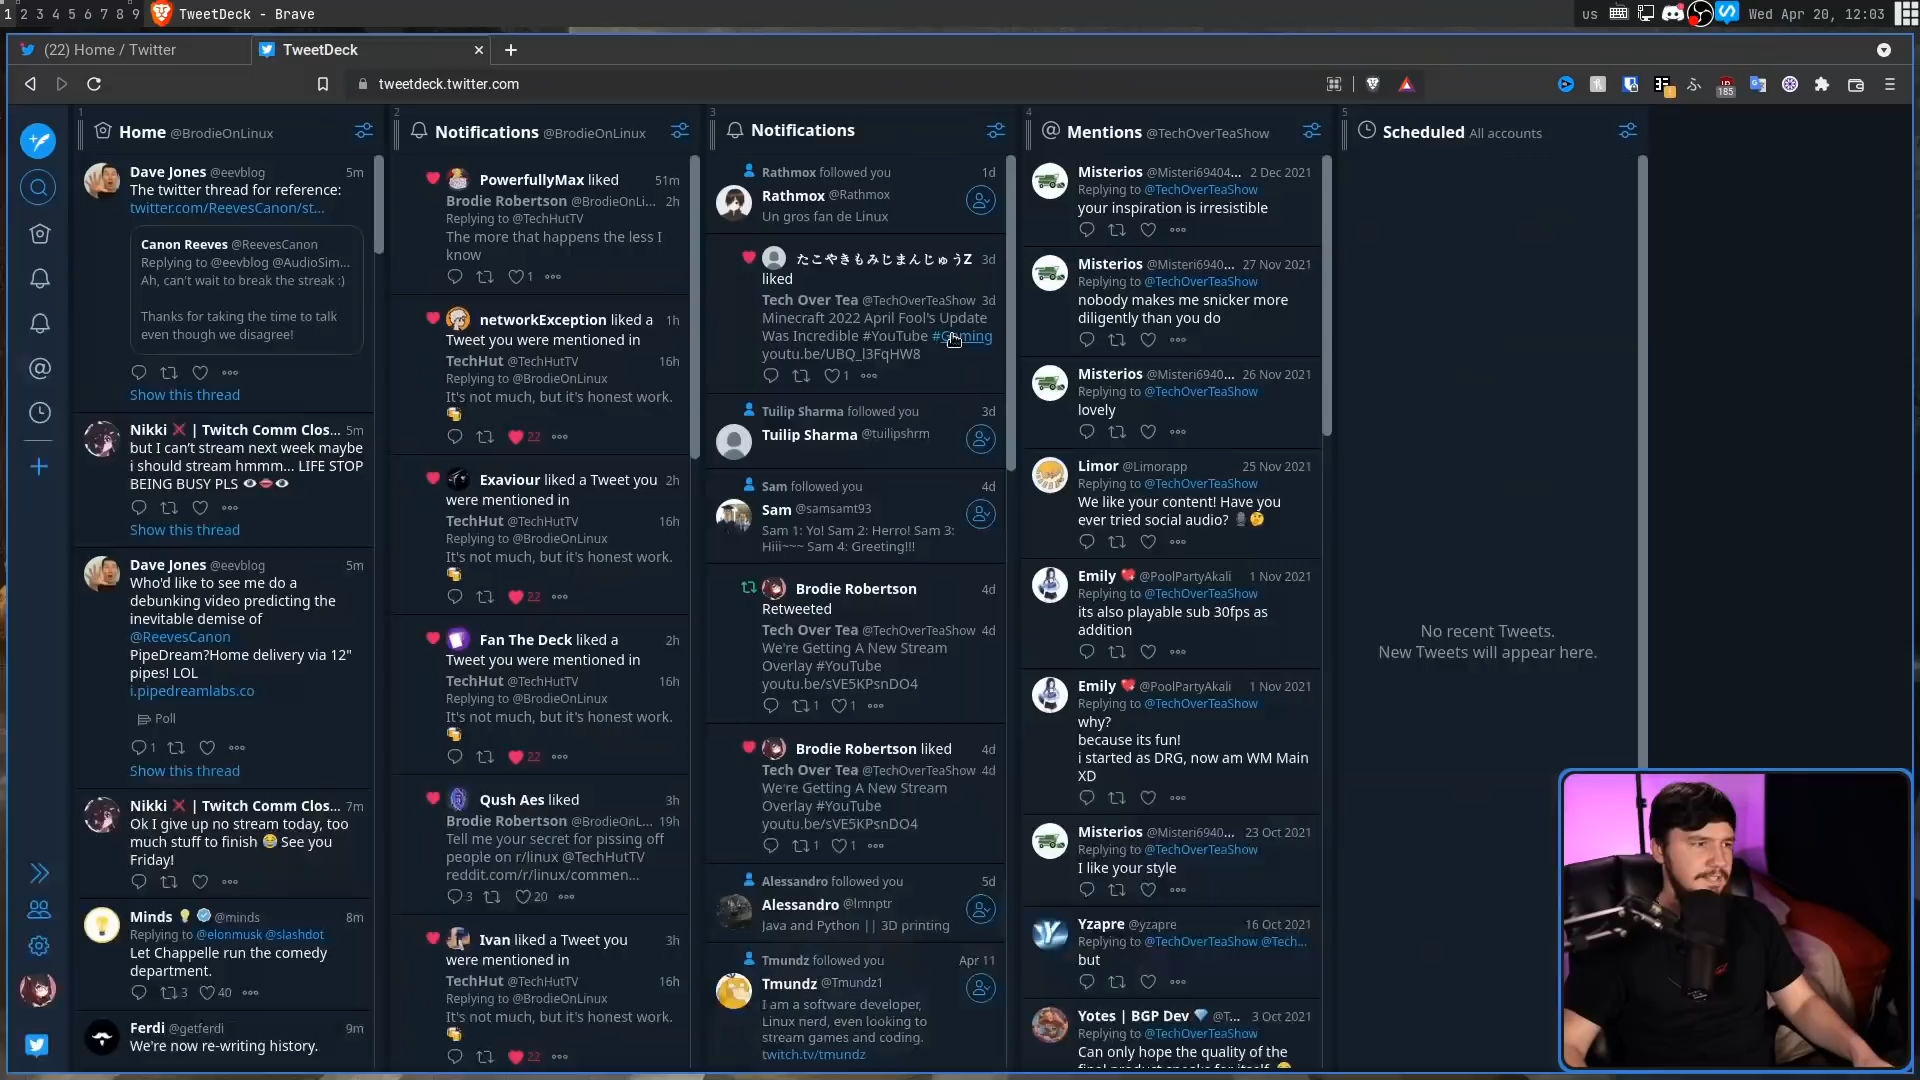 1 2 3 4 5 6 7 8 9 TweetDeck - Brave
us Wed Apr 20, 12:03
(22) Home / Twitter
TweetDeck
tweetdeck.twitter.com
185
1
Home @BrodieOnLinux
Dave Jones @eevblog 5m
The twitter thread for reference:
twitter.com/ReevesCanon/st...
Canon Reeves @ReevesCanon
Replying to @eevblog @AudioSim...
Ah, can't wait to break the streak :)
Thanks for taking the time to talk
even though we disagree!
Show this thread
Nikki ❌ | Twitch Comm Clos... 5m
but I can't stream next week maybe
i should stream hmmm... LIFE STOP
BEING BUSY PLS 👁👄👁
Show this thread
Dave Jones @eevblog 5m
Who'd like to see me do a
debunking video predicting the
inevitable demise of
@ReevesCanon
PipeDream?Home delivery via 12"
pipes! LOL
i.pipedreamlabs.co
Poll
1
Show this thread
Nikki ❌ | Twitch Comm Clos... 7m
Ok I give up no stream today, too
much stuff to finish 😂 See you
Friday!
Minds 💡 @minds 8m
Replying to @elonmusk @slashdot
Let Chappelle run the comedy
department.
3 40
Ferdi @getferdi 9m
We're now re-writing history.
2
Notifications @BrodieOnLinux
PowerfullyMax liked 51m
Brodie Robertson @BrodieOnLi... 2h
Replying to @TechHutTV
The more that happens the less I
know
1
networkException liked a 1h
Tweet you were mentioned in
TechHut @TechHutTV 16h
Replying to @BrodieOnLinux
It's not much, but it's honest work.
🍻
22
Exaviour liked a Tweet you 2h
were mentioned in
TechHut @TechHutTV 16h
Replying to @BrodieOnLinux
It's not much, but it's honest work.
🍻
22
Fan The Deck liked a 2h
Tweet you were mentioned in
TechHut @TechHutTV 16h
Replying to @BrodieOnLinux
It's not much, but it's honest work.
🍻
22
Qush Aes liked 3h
Brodie Robertson @BrodieOnL... 19h
Tell me your secret for pissing off
people on r/linux @TechHutTV
reddit.com/r/linux/commen...
3 20
Ivan liked a Tweet you 3h
were mentioned in
TechHut @TechHutTV 16h
Replying to @BrodieOnLinux
It's not much, but it's honest work.
🍻
22
3
Notifications
Rathmox followed you 1d
Rathmox @Rathmox
Un gros fan de Linux
たこやきもみじまんじゅうZ 3d
liked
Tech Over Tea @TechOverTeaShow 3d
Minecraft 2022 April Fool's Update
Was Incredible #YouTube #Gaming
youtu.be/UBQ_l3FqHW8
1
Tuilip Sharma followed you 3d
Tuilip Sharma @tuilipshrm
Sam followed you 4d
Sam @samsamt93
Sam 1: Yo! Sam 2: Herro! Sam 3:
Hiii~~~ Sam 4: Greeting!!!
Brodie Robertson 4d
Retweeted
Tech Over Tea @TechOverTeaShow 4d
We're Getting A New Stream
Overlay #YouTube
youtu.be/sVE5KPsnDO4
1 1
Brodie Robertson liked 4d
Tech Over Tea @TechOverTeaShow 4d
We're Getting A New Stream
Overlay #YouTube
youtu.be/sVE5KPsnDO4
1 1
Alessandro followed you 5d
Alessandro @lmnptr
Java and Python || 3D printing
Tmundz followed you Apr 11
Tmundz @Tmundz1
I am a software developer,
Linux nerd, even looking to
stream games and coding.
twitch.tv/tmundz
4
Mentions @TechOverTeaShow
Misterios @Misteri69404... 2 Dec 2021
Replying to @TechOverTeaShow
your inspiration is irresistible
Misterios @Misteri6940... 27 Nov 2021
Replying to @TechOverTeaShow
nobody makes me snicker more
diligently than you do
Misterios @Misteri6940... 26 Nov 2021
Replying to @TechOverTeaShow
lovely
Limor @Limorapp 25 Nov 2021
Replying to @TechOverTeaShow
We like your content! Have you
ever tried social audio? 🎙🤔
Emily 💖 @PoolPartyAkali 1 Nov 2021
Replying to @TechOverTeaShow
its also playable sub 30fps as
addition
Emily 💖 @PoolPartyAkali 1 Nov 2021
Replying to @TechOverTeaShow
why?
because its fun!
i started as DRG, now am WM Main
XD
Misterios @Misteri6940... 23 Oct 2021
Replying to @TechOverTeaShow
I like your style
Yzapre @yzapre 16 Oct 2021
Replying to @TechOverTeaShow @Tech...
but
Yotes | BGP Dev 💎 @T... 3 Oct 2021
Replying to @TechOverTeaShow
Can only hope the quality of the
final product speaks for itself
5
Scheduled All accounts
No recent Tweets.
New Tweets will appear here.